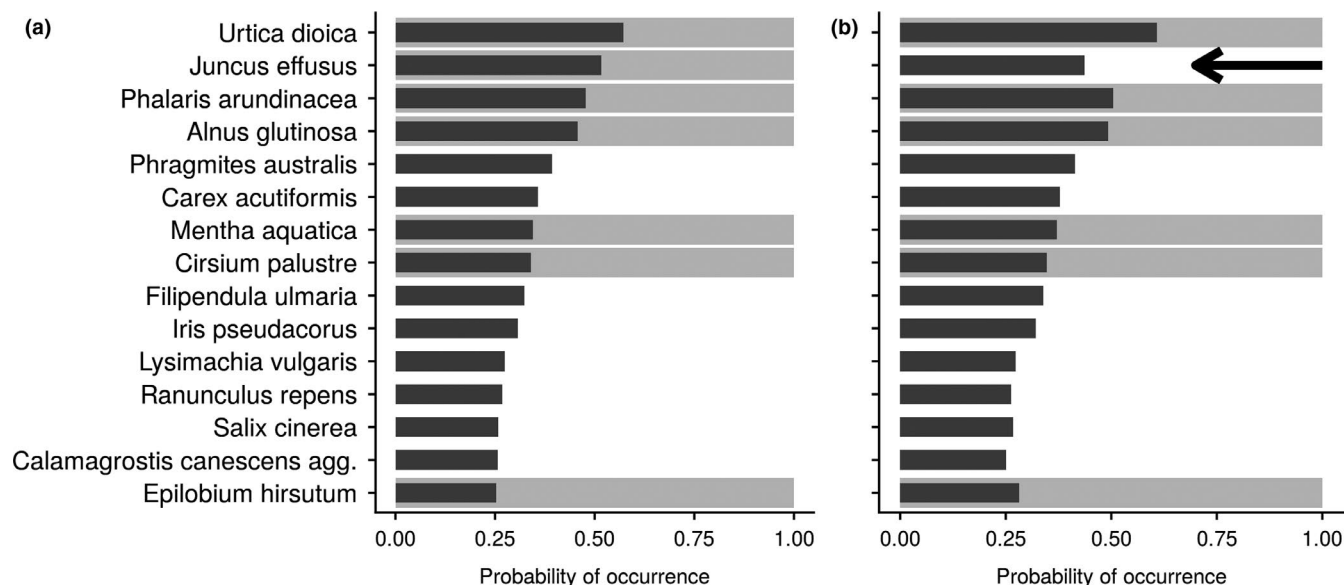 (a)
Urtica dioica
Juncus effusus
Phalaris arundinacea
Alnus glutinosa
Phragmites australis
Carex acutiformis
Mentha aquatica
Cirsium palustre
Filipendula ulmaria
Iris pseudacorus
Lysimachia vulgaris
Ranunculus repens
Salix cinerea
Calamagrostis canescens agg.
Epilobium hirsutum
0.00 0.25 0.50 0.75 1.00
Probability of occurrence
(b)
0.00 0.25 0.50 0.75 1.00
Probability of occurrence